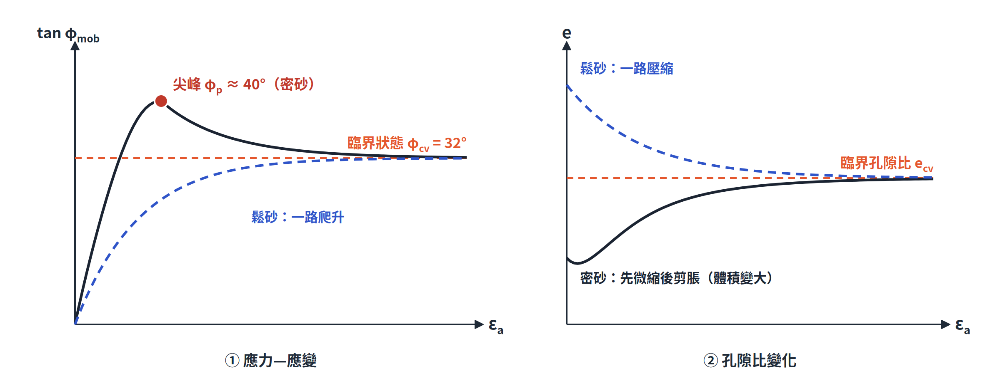 tan ϕmob
尖峰 ϕp ≈ 40°（密砂）
臨界狀態 ϕcv = 32°
鬆砂：一路爬升
εa
① 應力—應變
e
鬆砂：一路壓縮
臨界孔隙比 ecv
密砂：先微縮後剪脹（體積變大）
εa
② 孔隙比變化